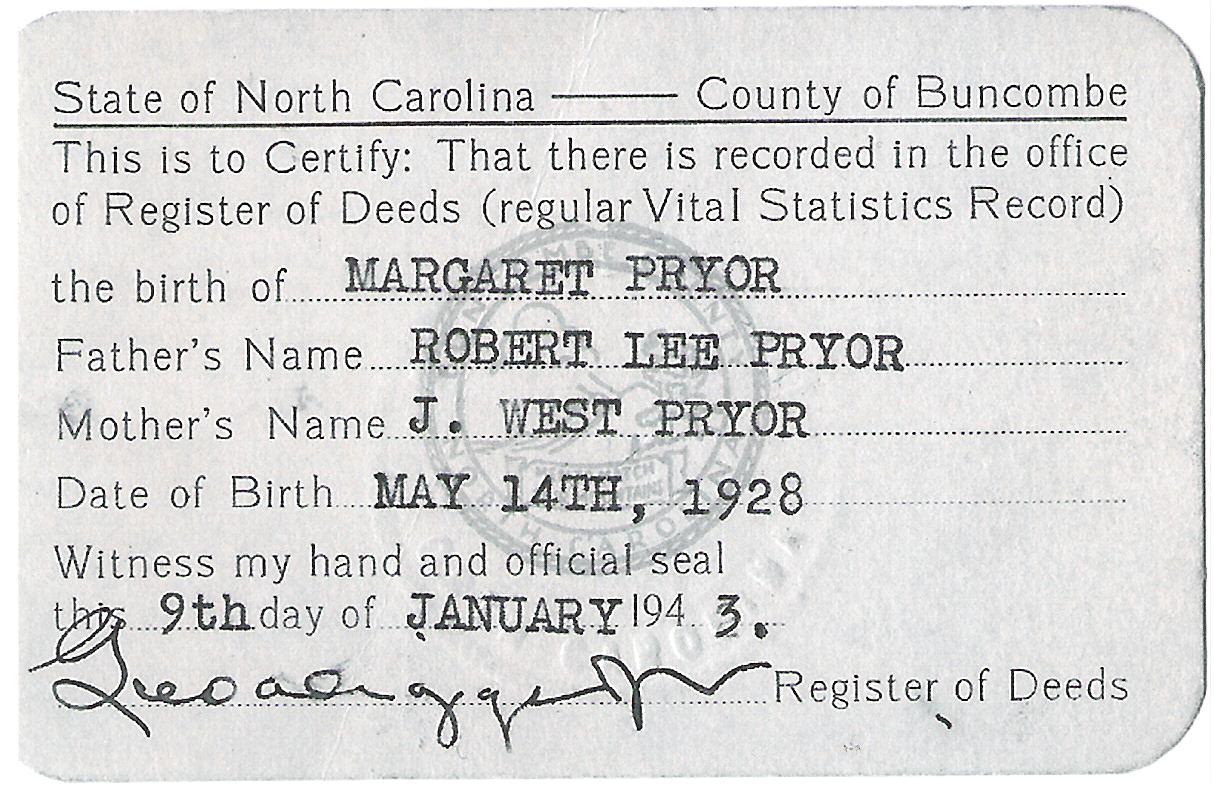 State of North Carolina —— County of Buncombe
This is to Certify: That there is recorded in the office
of Register of Deeds (regular Vital Statistics Record)
the birth of MARGARET PRYOR
Father's Name ROBERT LEE PRYOR
Mother's Name J. WEST PRYOR
Date of Birth MAY 14TH, 1928
Witness my hand and official seal
this 9th day of JANUARY 1943.
Register of Deeds